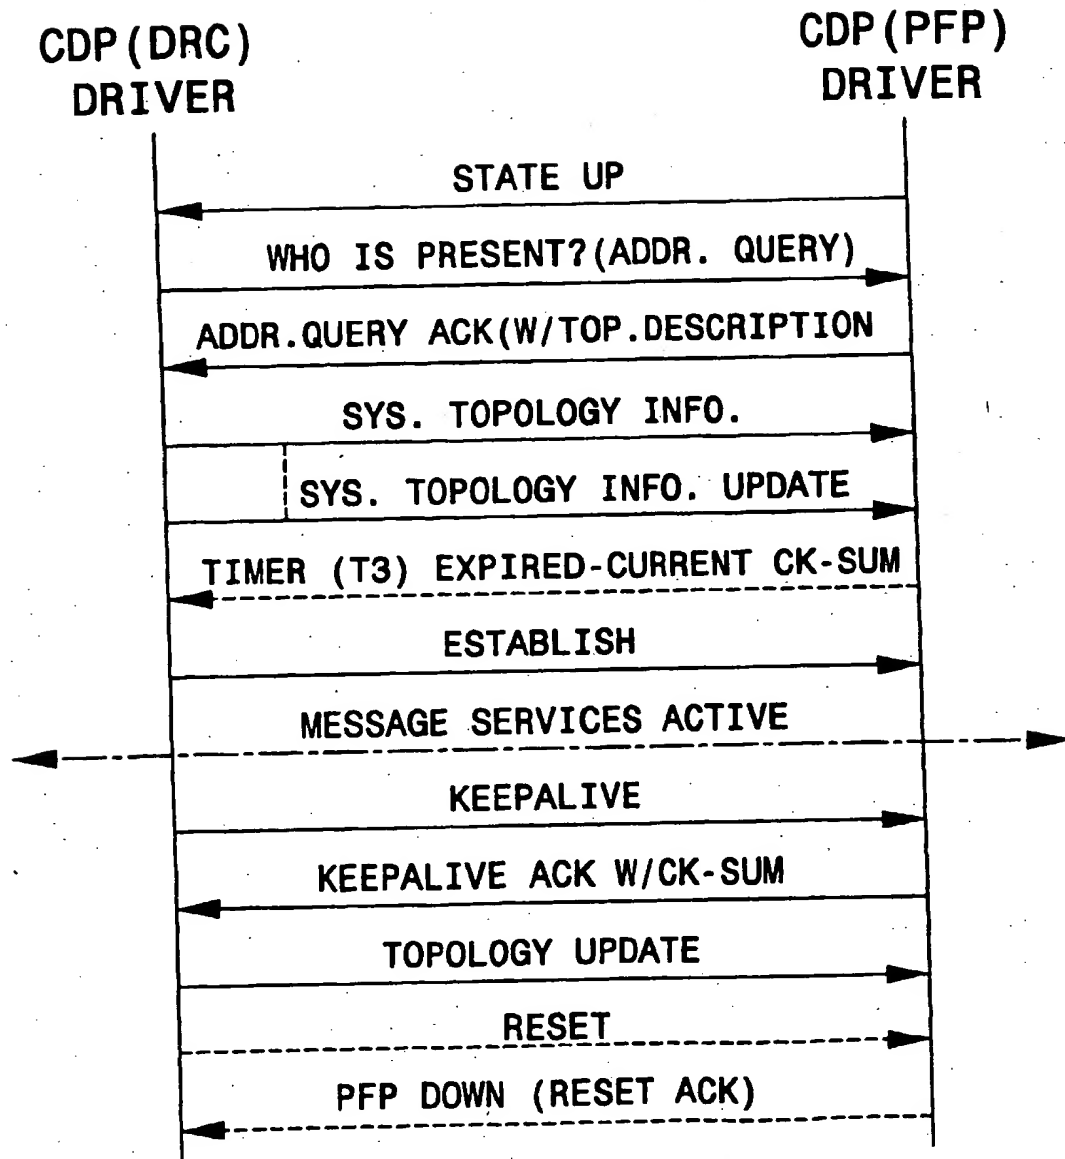 CDP(DRC)
DRIVER
CDP(PFP)
DRIVER
STATE UP
WHO IS PRESENT?(ADDR. QUERY)
ADDR.QUERY ACK(W/TOP.DESCRIPTION
SYS. TOPOLOGY INFO.
SYS. TOPOLOGY INFO. UPDATE
TIMER (T3) EXPIRED-CURRENT CK-SUM
ESTABLISH
MESSAGE SERVICES ACTIVE
KEEPALIVE
KEEPALIVE ACK W/CK-SUM
TOPOLOGY UPDATE
RESET
PFP DOWN (RESET ACK)